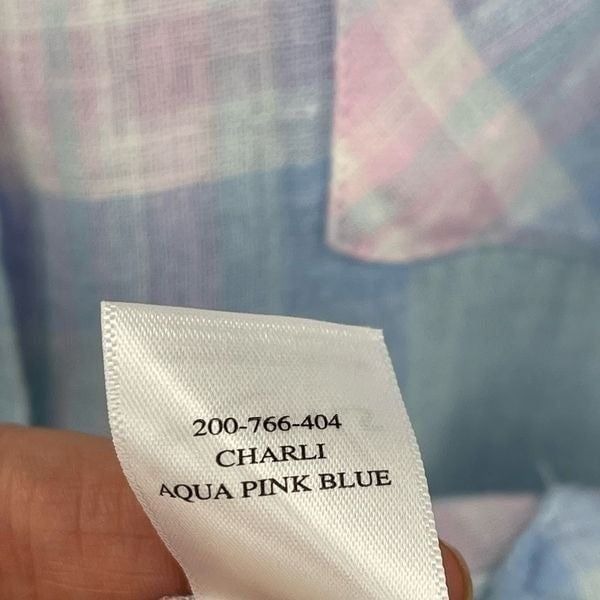 200-766-404
CHARLI
AQUA PINK BLUE